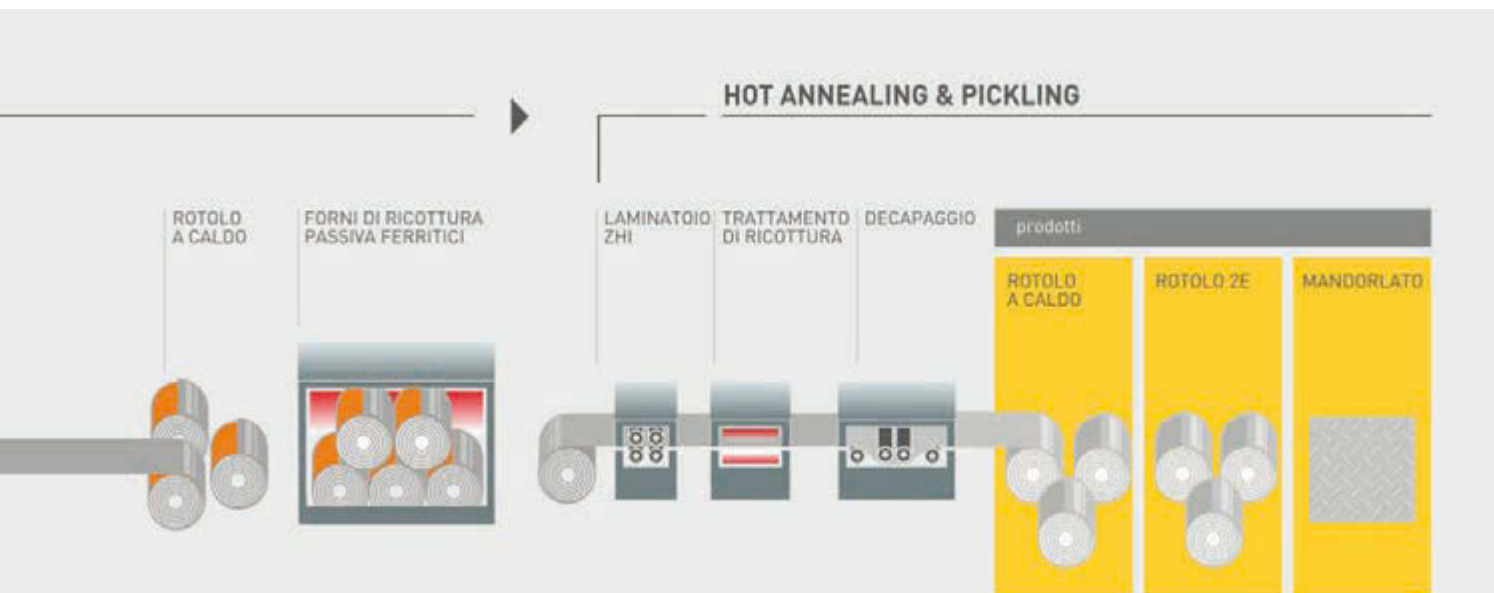 HOT ANNEALING & PICKLING
ROTOLO
A CALDO
FORNI DI RICOTTURA
PASSIVA FERRITICI
LAMINATOIO
ZHI
TRATTAMENTO
DI RICOTTURA
DECAPAGGIO
prodotti
ROTOLO
A CALDO
ROTOLO 2E
MANDORLATO